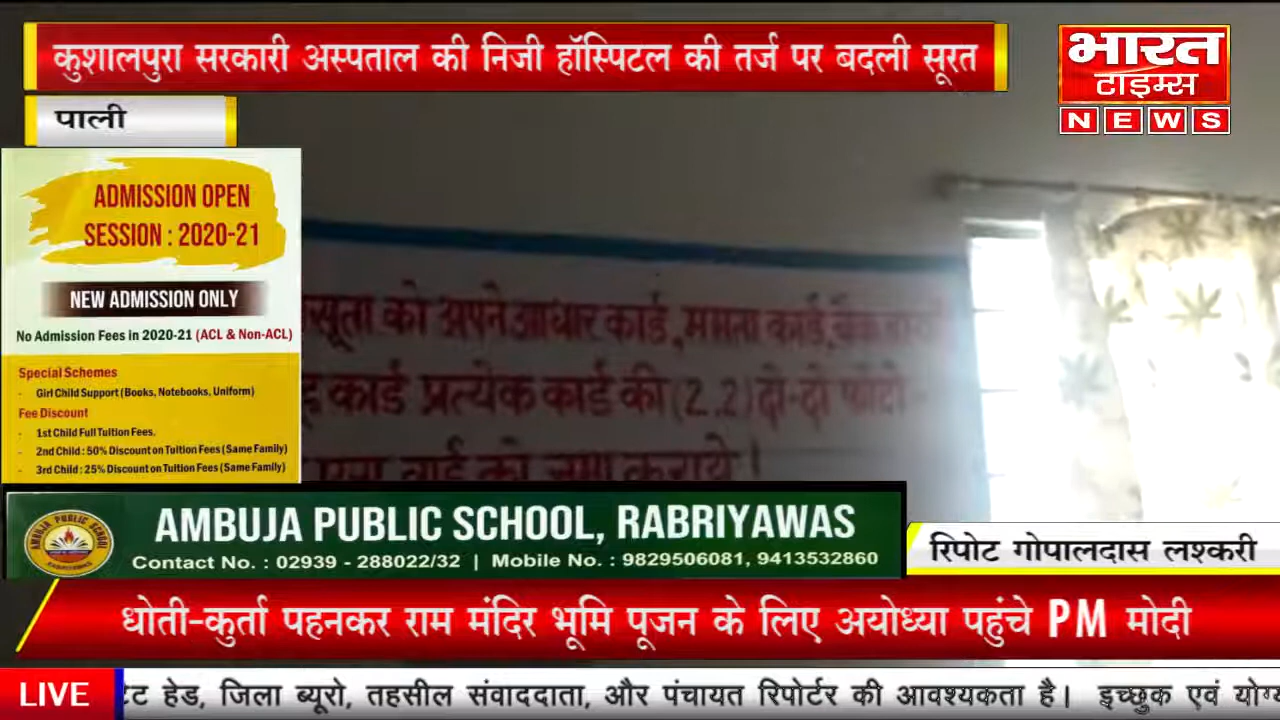 कुशालपुरा सरकारी अस्पताल की निजी हॉस्पिटल की तर्ज पर बदली सूरत
भारत
टाइम्स
NEWS
पाली
ADMISSION OPEN
SESSION : 2020-21
NEW ADMISSION ONLY
No Admission Fees in 2020-21 (ACL & Non-ACL)
Special Schemes
- Girl Child Support (Books, Notebooks, Uniform)
Fee Discount
- 1st Child Full Tuition Fees.
- 2nd Child : 50% Discount on Tuition Fees (Same Family)
- 3rd Child : 25% Discount on Tuition Fees (Same Family)
को अपने आधार कार्ड, ममता कार्ड,
कार्ड प्रत्येक कार्ड की (2,2) दो-दो फोटो
AMBUJA PUBLIC SCHOOL
RABRIYAWAS
AMBUJA PUBLIC SCHOOL, RABRIYAWAS
Contact No. : 02939 - 288022/32 | Mobile No. : 9829506081, 9413532860
रिपोट गोपालदास लश्करी
धोती-कुर्ता पहनकर राम मंदिर भूमि पूजन के लिए अयोध्या पहुंचे PM मोदी
LIVE
हेड, जिला ब्यूरो, तहसील संवाददाता, और पंचायत रिपोर्टर की आवश्यकता है। इच्छुक एवं